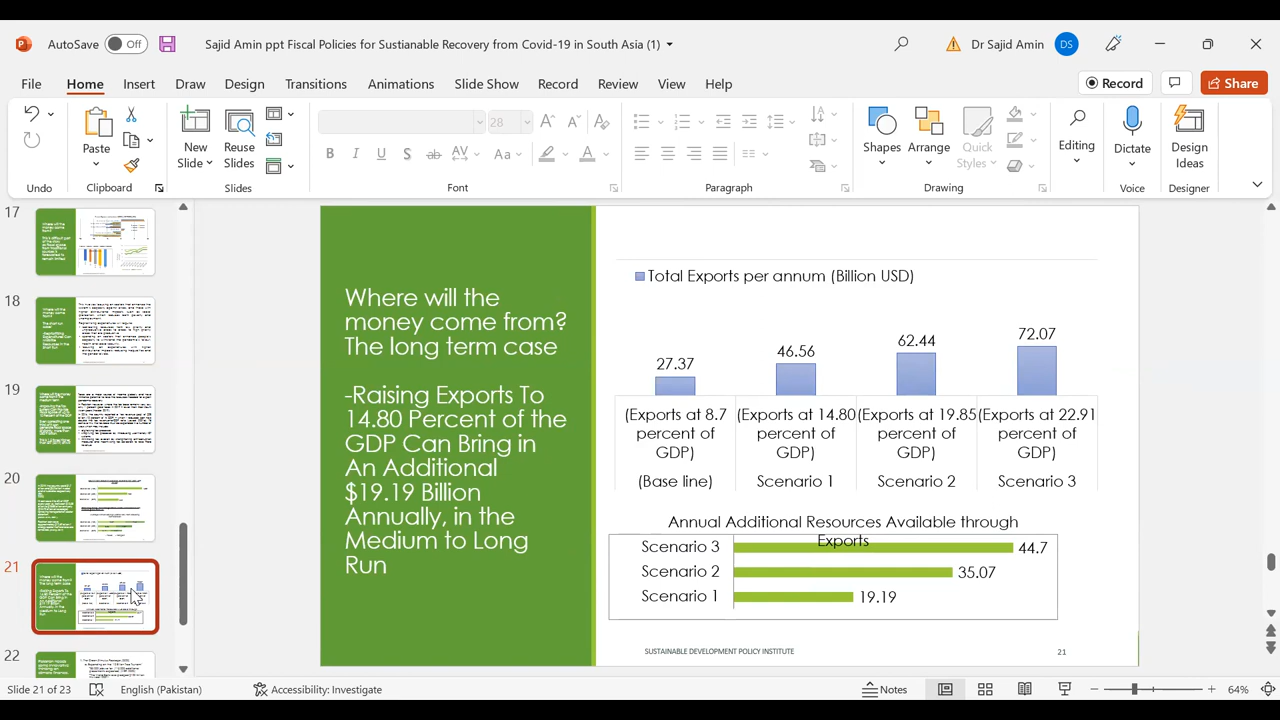 AutoSave Off Sajid Amin ppt Fiscal Policies for Sustianable Recovery from Covid-19 in South Asia (1) Dr Sajid Amin DS
File Home Insert Draw Design Transitions Animations Slide Show Record Review View Help Record Share
28
Paste New Slide Reuse Slides Shapes Arrange Quick Styles Editing Dictate Design Ideas
Undo Clipboard Slides Font Paragraph Drawing Voice Designer
17
18
19
20
21
22
Where will the
money come from?
The long term case
-Raising Exports To
14.80 Percent of the
GDP Can Bring in
An Additional
$19.19 Billion
Annually, in the
Medium to Long
Run
Total Exports per annum (Billion USD)
27.37 46.56 62.44 72.07
(Exports at 8.7 (Exports at 14.80 (Exports at 19.85 (Exports at 22.91
percent of percent of percent of percent of
GDP) GDP) GDP) GDP)
(Base line) Scenario 1 Scenario 2 Scenario 3
Annual Additional Resources Available through
Exports
Scenario 3 44.7
Scenario 2 35.07
Scenario 1 19.19
SUSTAINABLE DEVELOPMENT POLICY INSTITUTE 21
Slide 21 of 23 English (Pakistan) Accessibility: Investigate Notes 64%